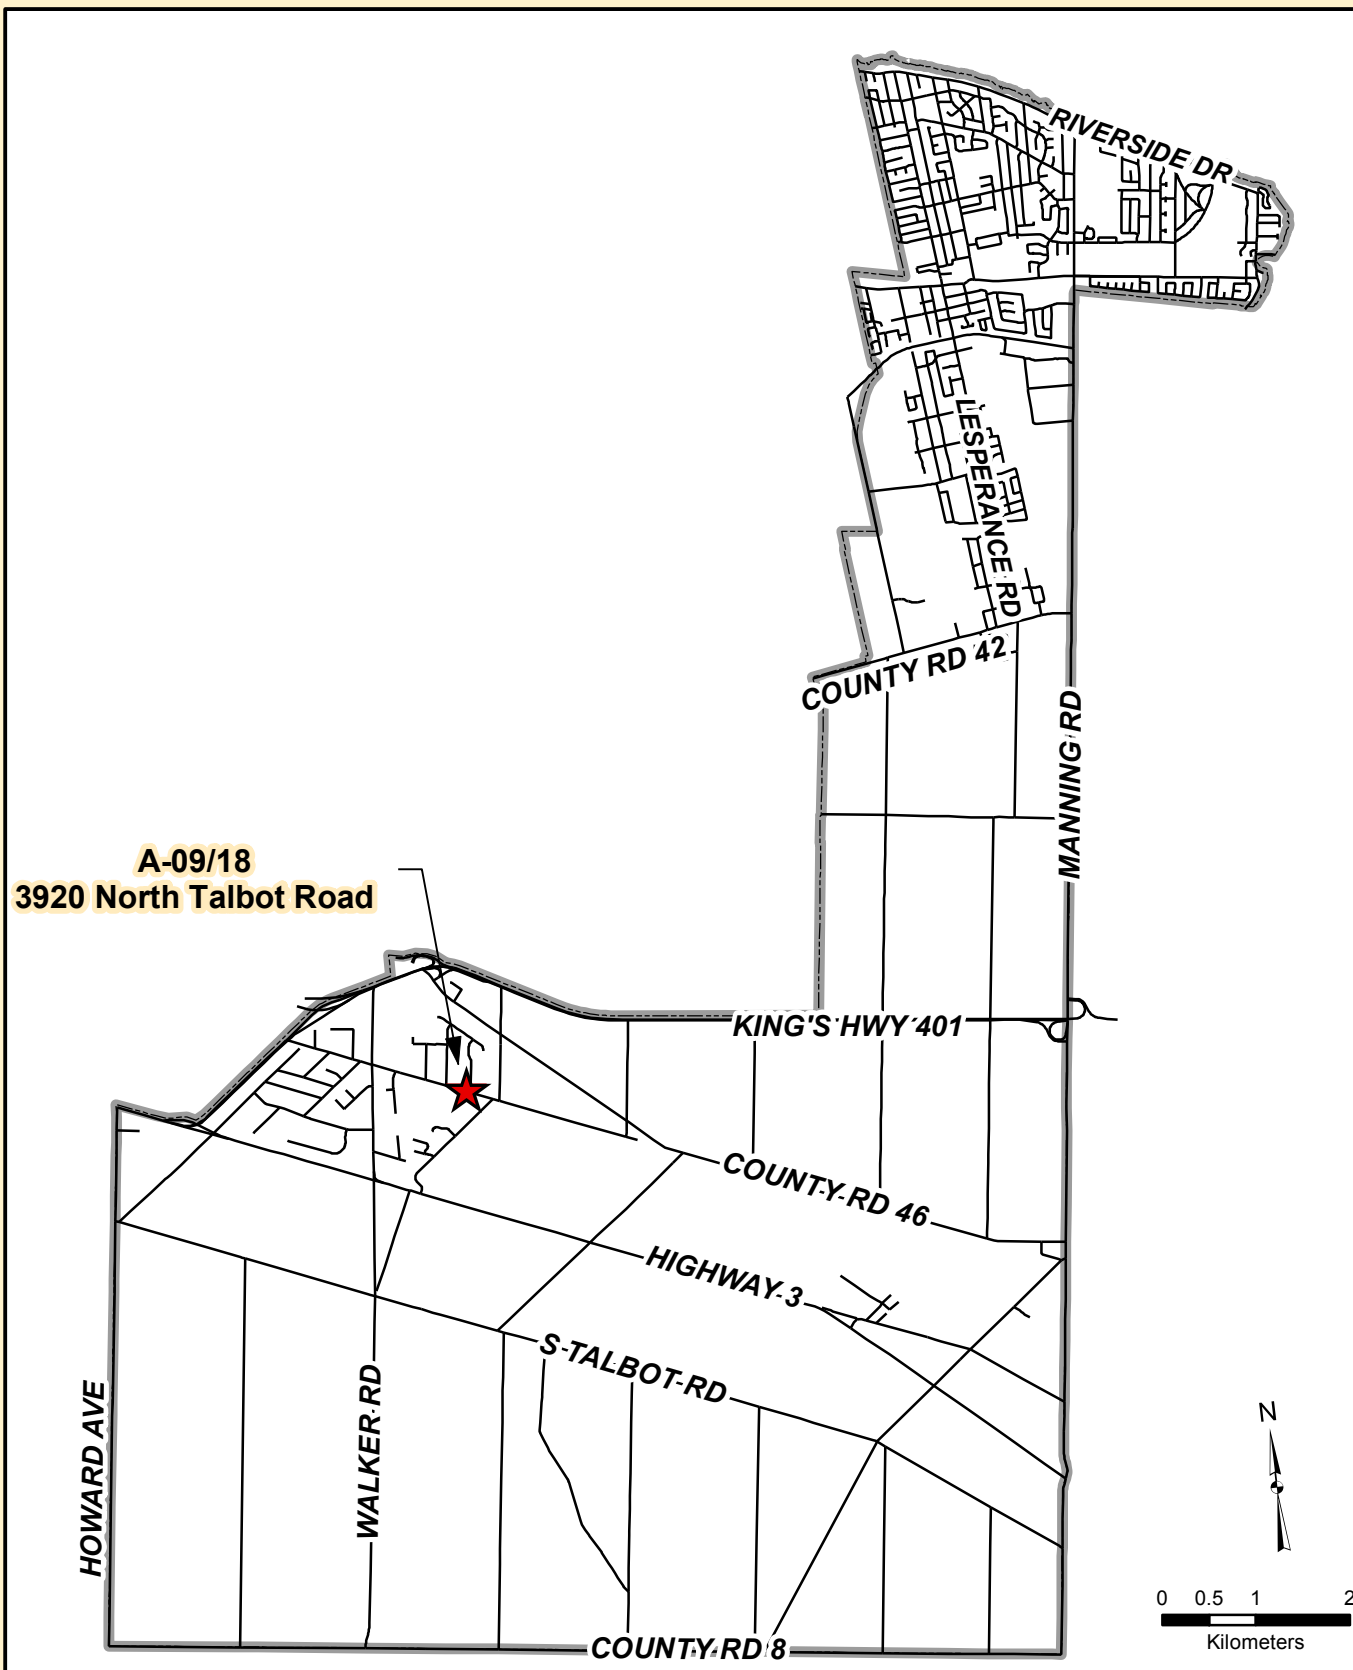 RIVERSIDE DR
LESPERANCE RD
COUNTY RD 42
MANNING RD
A-09/18
3920 North Talbot Road
KING'S HWY 401
COUNTY RD 46
HIGHWAY 3
S TALBOT RD
HOWARD AVE
WALKER RD
COUNTY RD 8
N
0 0.5 1 2
Kilometers